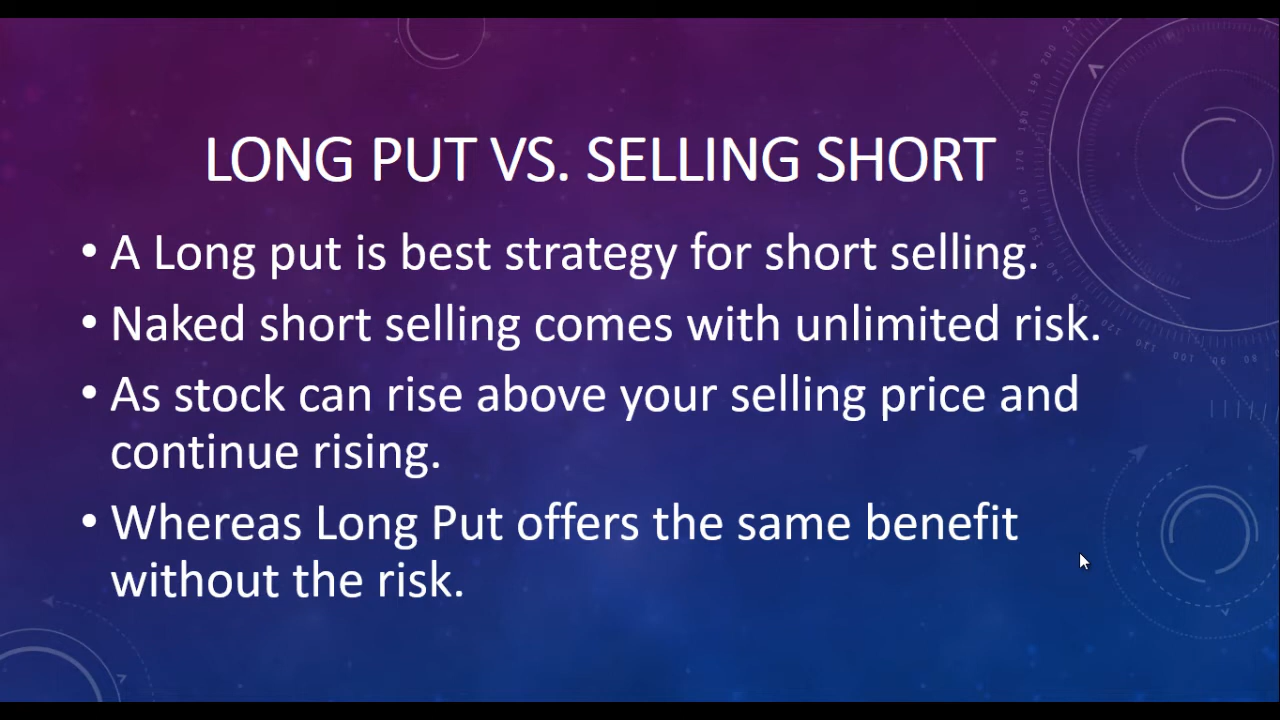 LONG PUT VS. SELLING SHORT
• A Long put is best strategy for short selling.
• Naked short selling comes with unlimited risk.
• As stock can rise above your selling price and
continue rising.
• Whereas Long Put offers the same benefit
without the risk.